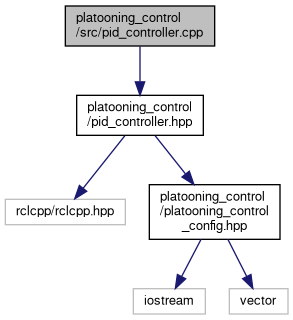 platooning_control
/src/pid_controller.cpp
platooning_control
/pid_controller.hpp
rclcpp/rclcpp.hpp
platooning_control
/platooning_control
_config.hpp
iostream
vector